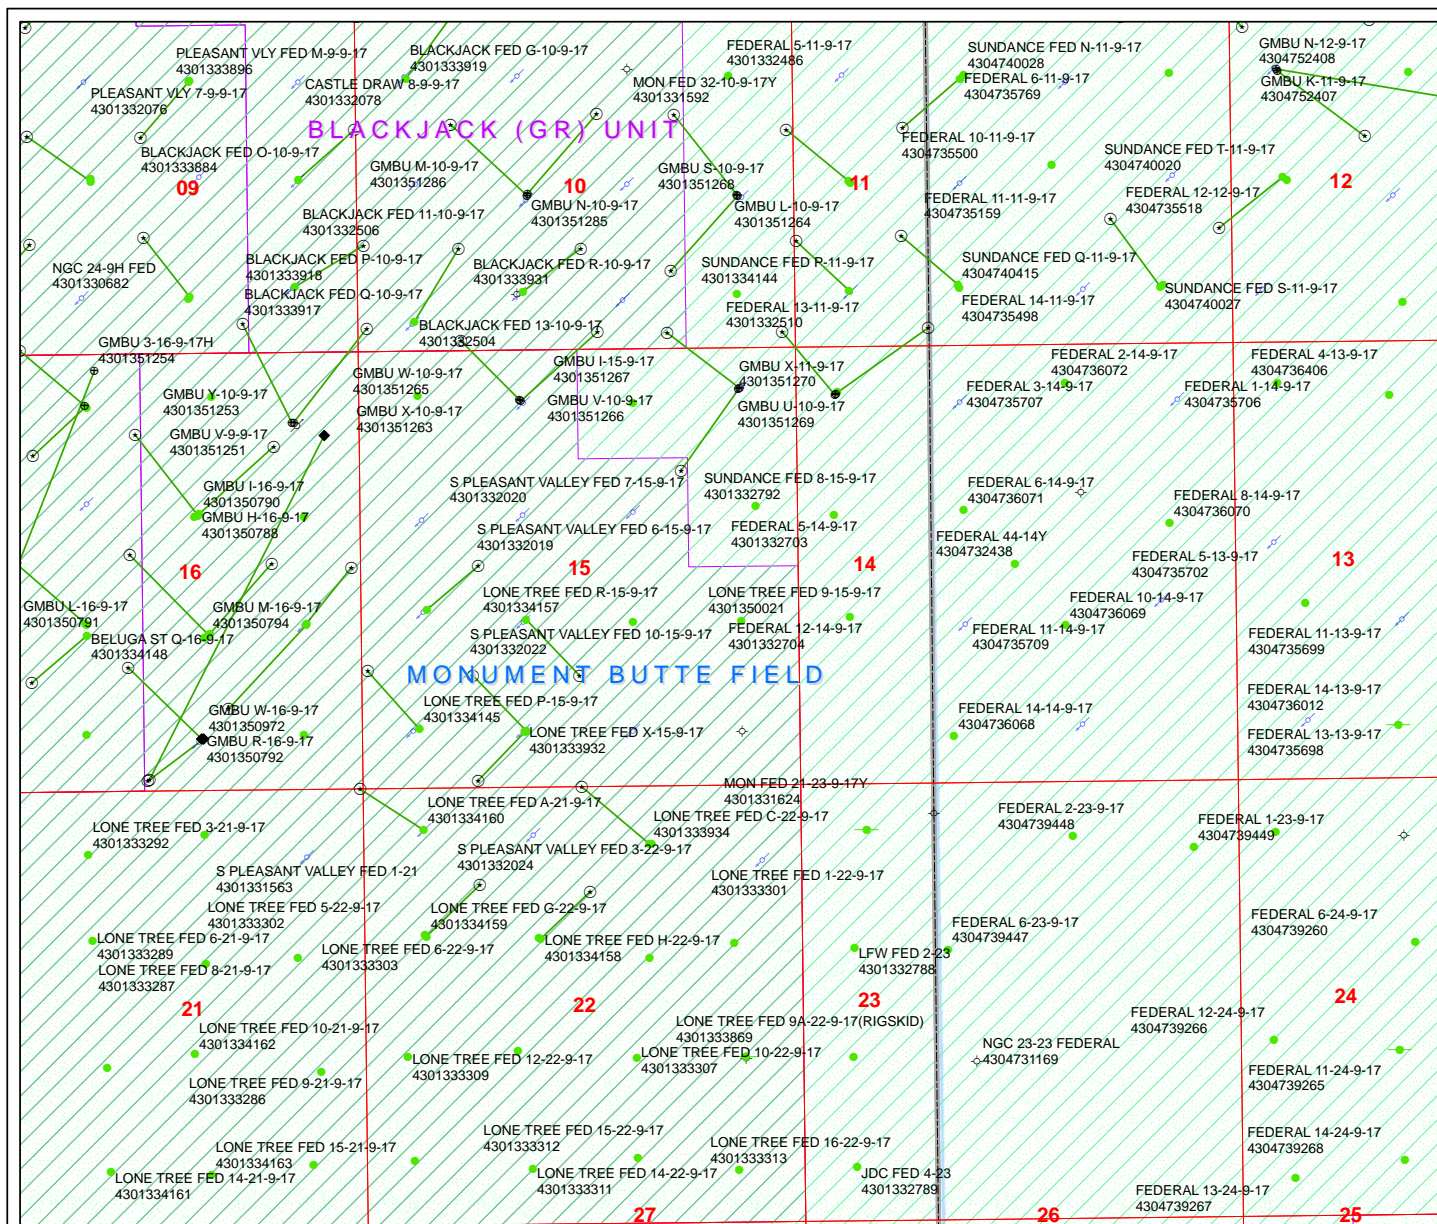 PLEASANT VLY FED M-9-9-17
4301333896
BLACKJACK FED G-10-9-17
4301333919
FEDERAL 5-11-9-17
4301332486
SUNDANCE FED N-11-9-17
4304740028
GMBU N-12-9-17
4304752408
PLEASANT VLY 7-9-9-17
4301332076
CASTLE DRAW 8-9-9-17
4301332078
MON FED 32-10-9-17Y
4301331592
FEDERAL 6-11-9-17
4304735769
GMBU K-11-9-17
4304752407
BLACKJACK (GR) UNIT
BLACKJACK FED O-10-9-17
4301333884
09
GMBU M-10-9-17
4301351286
10
GMBU S-10-9-17
4301351268
11
FEDERAL 10-11-9-17
4304735500
SUNDANCE FED T-11-9-17
4304740020
12
BLACKJACK FED 11-10-9-17
4301332506
GMBU N-10-9-17
4301351285
GMBU L-10-9-17
4301351264
FEDERAL 11-11-9-17
4304735159
FEDERAL 12-12-9-17
4304735518
NGC 24-9H FED
4301330682
BLACKJACK FED P-10-9-17
4301333918
BLACKJACK FED R-10-9-17
4301333931
SUNDANCE FED P-11-9-17
4301334144
SUNDANCE FED Q-11-9-17
4304740415
BLACKJACK FED Q-10-9-17
4301333917
FEDERAL 13-11-9-17
4301332510
FEDERAL 14-11-9-17
4304735498
SUNDANCE FED S-11-9-17
4304740027
GMBU 3-16-9-17H
4301351254
BLACKJACK FED 13-10-9-17
4301332504
GMBU Y-10-9-17
4301351253
GMBU W-10-9-17
4301351265
GMBU I-15-9-17
4301351267
GMBU X-11-9-17
4301351270
FEDERAL 2-14-9-17
4304736072
FEDERAL 4-13-9-17
4304736406
GMBU X-10-9-17
4301351263
GMBU V-10-9-17
4301351266
GMBU U-10-9-17
4301351269
FEDERAL 3-14-9-17
4304735707
FEDERAL 1-14-9-17
4304735706
GMBU V-9-9-17
4301351251
GMBU I-16-9-17
4301350790
S PLEASANT VALLEY FED 7-15-9-17
4301332020
SUNDANCE FED 8-15-9-17
4301332792
FEDERAL 6-14-9-17
4304736071
FEDERAL 8-14-9-17
4304736070
GMBU H-16-9-17
4301350788
S PLEASANT VALLEY FED 6-15-9-17
4301332019
FEDERAL 5-14-9-17
4301332703
FEDERAL 44-14Y
4304732438
FEDERAL 5-13-9-17
4304735702
16
15
14
13
GMBU L-16-9-17
4301350791
GMBU M-16-9-17
4301350794
LONE TREE FED R-15-9-17
4301334157
LONE TREE FED 9-15-9-17
4301350021
FEDERAL 10-14-9-17
4304736069
BELUGA ST Q-16-9-17
4301334148
S PLEASANT VALLEY FED 10-15-9-17
4301332022
FEDERAL 12-14-9-17
4301332704
FEDERAL 11-14-9-17
4304735709
FEDERAL 11-13-9-17
4304735699
MONUMENT BUTTE FIELD
GMBU W-16-9-17
4301350972
LONE TREE FED P-15-9-17
4301334145
FEDERAL 14-14-9-17
4304736068
FEDERAL 14-13-9-17
4304736012
GMBU R-16-9-17
4301350792
LONE TREE FED X-15-9-17
4301333932
FEDERAL 13-13-9-17
4304735698
MON FED 21-23-9-17Y
4301331624
LONE TREE FED 3-21-9-17
4301333292
LONE TREE FED A-21-9-17
4301334160
LONE TREE FED C-22-9-17
4301333934
FEDERAL 2-23-9-17
4304739448
FEDERAL 1-23-9-17
4304739449
S PLEASANT VALLEY FED 1-21
4301331563
S PLEASANT VALLEY FED 3-22-9-17
4301332024
LONE TREE FED 1-22-9-17
4301333301
LONE TREE FED 5-22-9-17
4301333302
LONE TREE FED 6-21-9-17
4301333289
LONE TREE FED G-22-9-17
4301334159
FEDERAL 6-23-9-17
4304739447
FEDERAL 6-24-9-17
4304739260
LONE TREE FED 8-21-9-17
4301333287
LONE TREE FED 6-22-9-17
4301333303
LONE TREE FED H-22-9-17
4301334158
LFW FED 2-23
4301332788
21
22
23
24
LONE TREE FED 10-21-9-17
4301334162
LONE TREE FED 9A-22-9-17(RIGSKID)
4301333869
NGC 23-23 FEDERAL
4304731169
FEDERAL 12-24-9-17
4304739266
LONE TREE FED 9-21-9-17
4301333286
LONE TREE FED 12-22-9-17
4301333309
LONE TREE FED 10-22-9-17
4301333307
FEDERAL 11-24-9-17
4304739265
LONE TREE FED 15-21-9-17
4301334163
LONE TREE FED 15-22-9-17
4301333312
LONE TREE FED 16-22-9-17
4301333313
FEDERAL 14-24-9-17
4304739268
LONE TREE FED 14-21-9-17
4301334161
LONE TREE FED 14-22-9-17
4301333311
JDC FED 4-23
4301332789
FEDERAL 13-24-9-17
4304739267
27
26
25